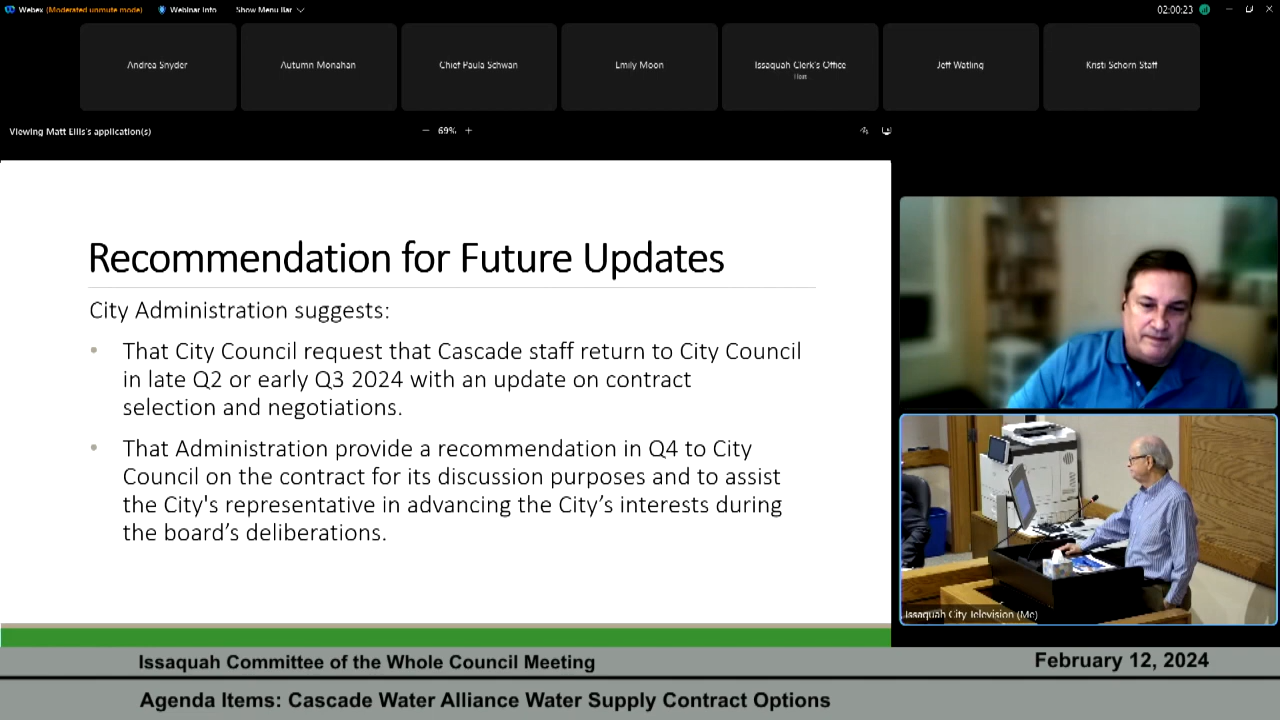 Webex (Moderated unmute mode) Webinar Info Show Menu Bar 02:00:23
Andrea Snyder
Autumn Monahan
Chief Paula Schwan
Emily Moon
Issaquah Clerk's Office
Host
Jeff Watling
Kristi Schorn Staff
Viewing Matt Ellis's application(s) − 69% +
Recommendation for Future Updates
City Administration suggests:
• That City Council request that Cascade staff return to City Council
in late Q2 or early Q3 2024 with an update on contract
selection and negotiations.
• That Administration provide a recommendation in Q4 to City
Council on the contract for its discussion purposes and to assist
the City's representative in advancing the City’s interests during
the board’s deliberations.
Issaquah City Television (Me)
Issaquah Committee of the Whole Council Meeting
February 12, 2024
Agenda Items: Cascade Water Alliance Water Supply Contract Options